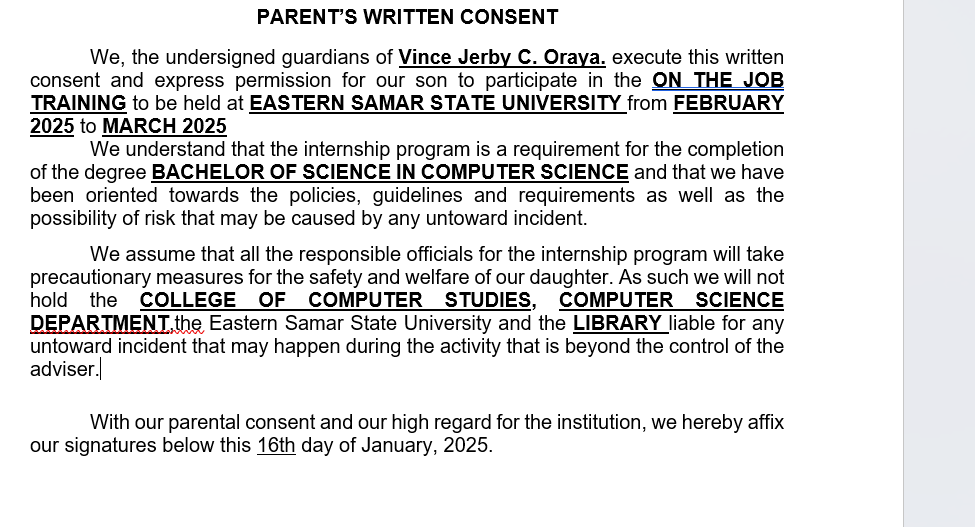 PARENT’S WRITTEN CONSENT
We, the undersigned guardians of Vince Jerby C. Oraya. execute this written
consent and express permission for our son to participate in the ON THE JOB
TRAINING to be held at EASTERN SAMAR STATE UNIVERSITY from FEBRUARY
2025 to MARCH 2025
We understand that the internship program is a requirement for the completion
of the degree BACHELOR OF SCIENCE IN COMPUTER SCIENCE and that we have
been oriented towards the policies, guidelines and requirements as well as the
possibility of risk that may be caused by any untoward incident.
We assume that all the responsible officials for the internship program will take
precautionary measures for the safety and welfare of our daughter. As such we will not
hold the COLLEGE OF COMPUTER STUDIES, COMPUTER SCIENCE
DEPARTMENT,the Eastern Samar State University and the LIBRARY liable for any
untoward incident that may happen during the activity that is beyond the control of the
adviser.
With our parental consent and our high regard for the institution, we hereby affix
our signatures below this 16th day of January, 2025.